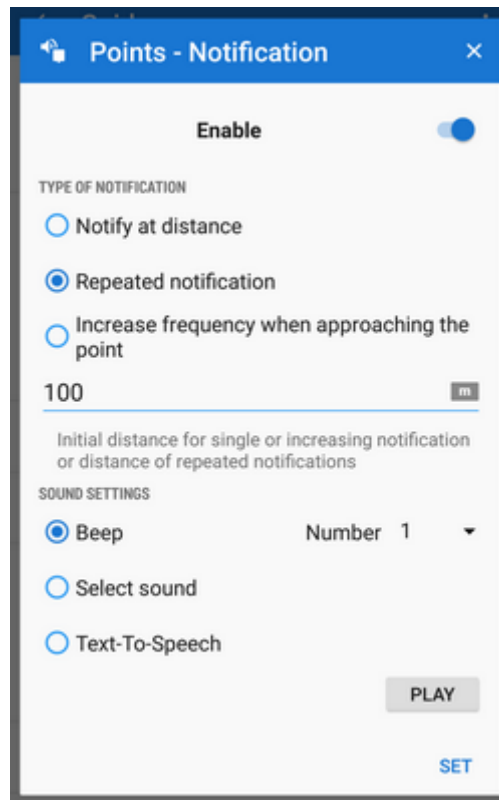 Points - Notification
Enable
TYPE OF NOTIFICATION
Notify at distance
Repeated notification
Increase frequency when approaching the
point
100 m
Initial distance for single or increasing notification
or distance of repeated notifications
SOUND SETTINGS
Beep Number 1
Select sound
Text-To-Speech
PLAY
SET